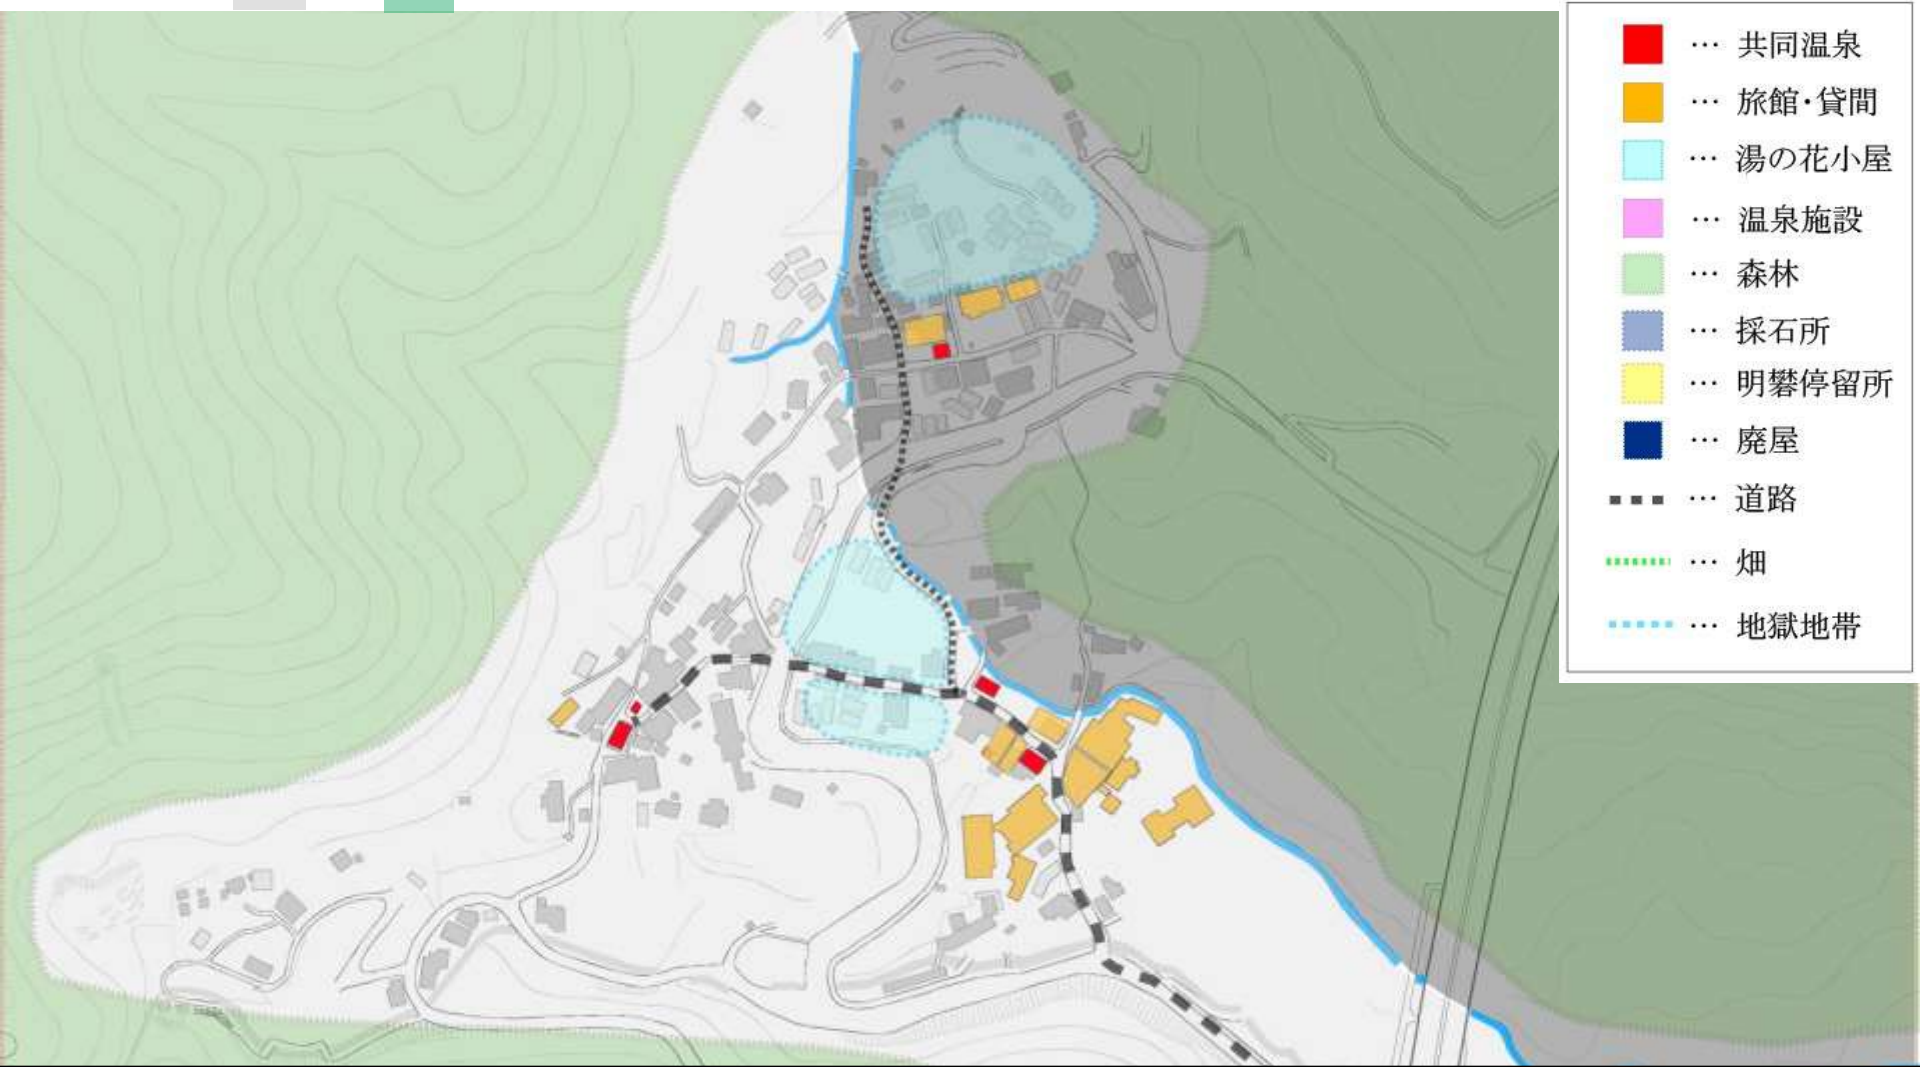 … 共同温泉
… 旅館・貸間
… 湯の花小屋
… 温泉施設
… 森林
… 採石所
… 明礬停留所
… 廃屋
… 道路
… 畑
… 地獄地帯